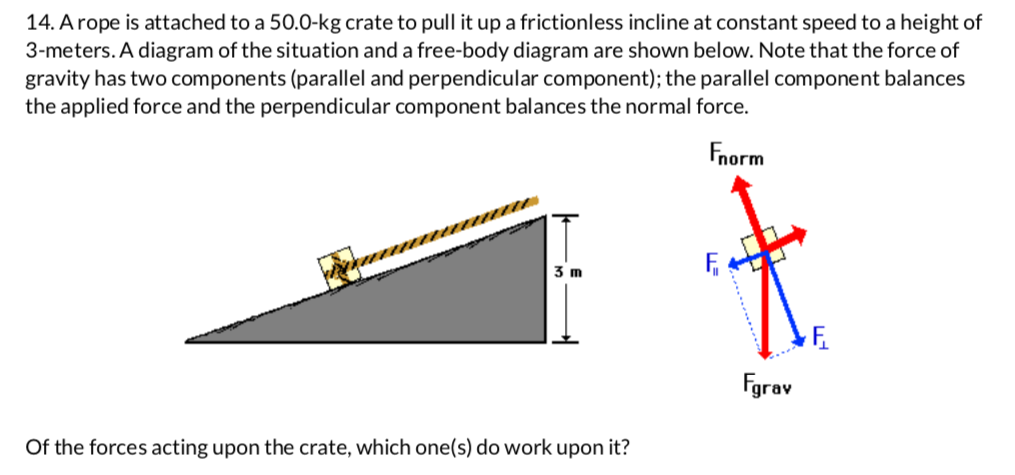 14. A rope is attached to a 50.0-kg crate to pull it up a frictionless incline at constant speed to a height of
3-meters. A diagram of the situation and a free-body diagram are shown below. Note that the force of
gravity has two components (parallel and perpendicular component); the parallel component balances
the applied force and the perpendicular component balances the normal force.
Fnorm
3 m
F||
F⊥
Fgrav
Of the forces acting upon the crate, which one(s) do work upon it?